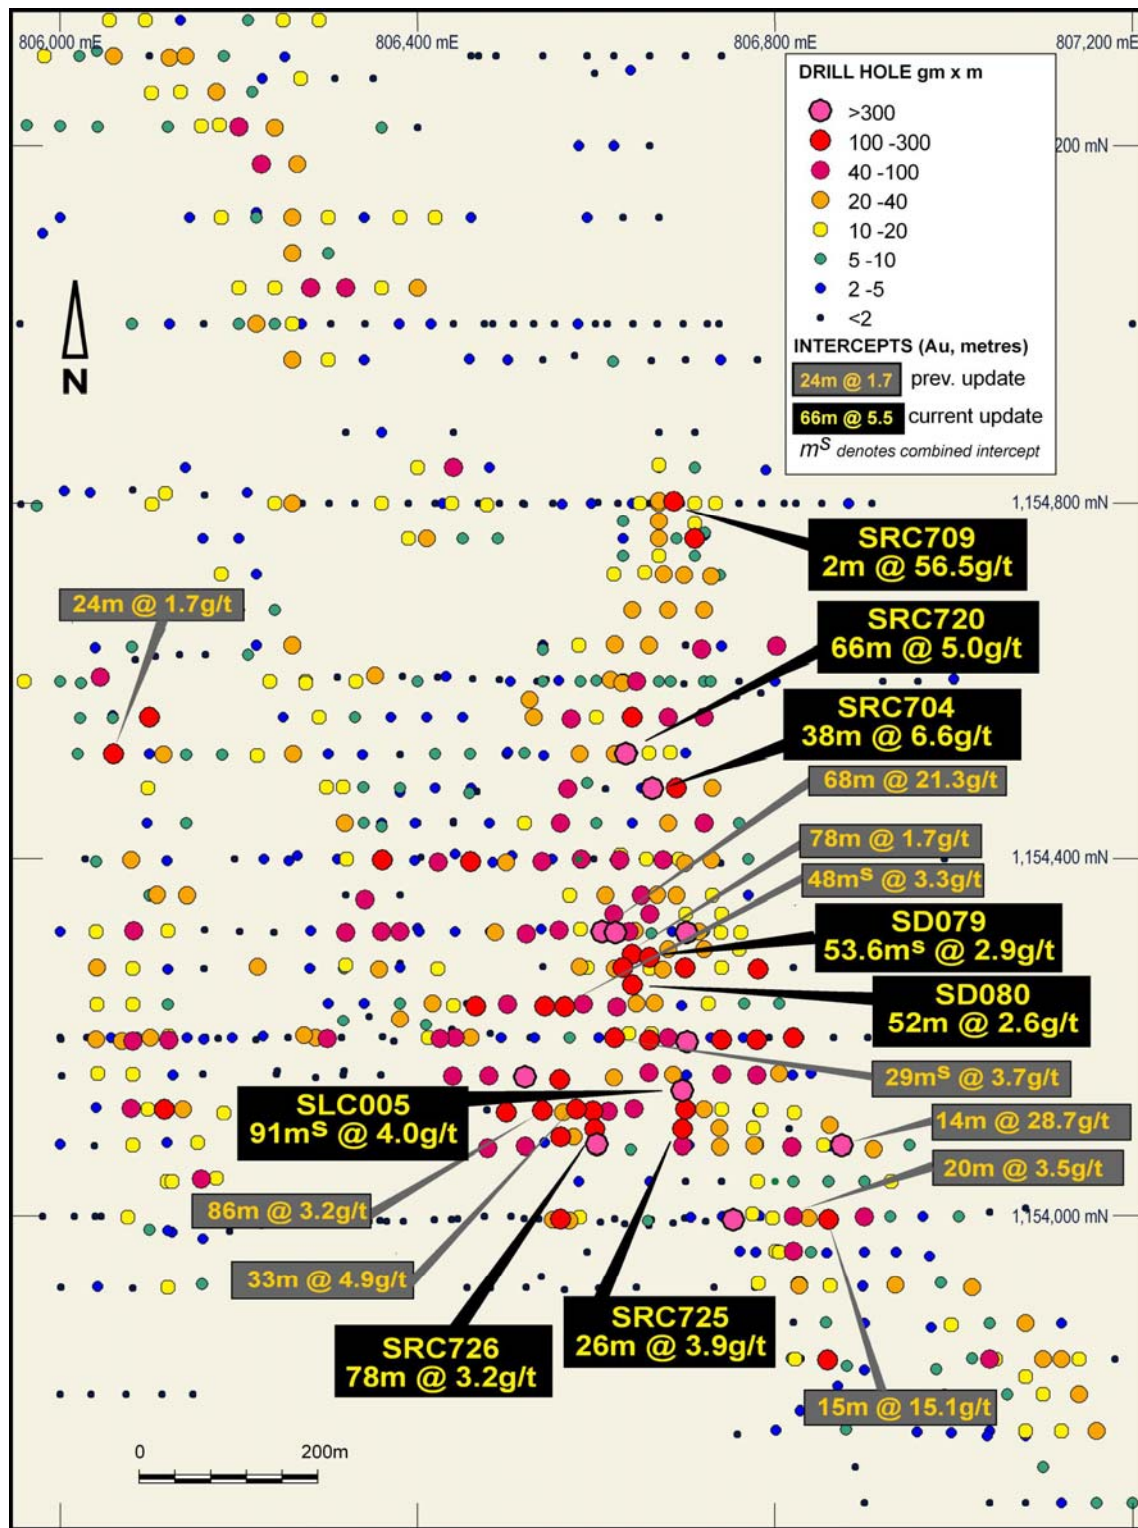 806,000 mE
806,400 mE
806,800 mE
807,200 mE
DRILL HOLE gm x m
>300
100 -300
40 -100
20 -40
10 -20
5 -10
2 -5
<2
INTERCEPTS (Au, metres)
24m @ 1.7 prev. update
66m @ 5.5 current update
mS denotes combined intercept
200 mN
N
1,154,800 mN
SRC709
2m @ 56.5g/t
24m @ 1.7g/t
SRC720
66m @ 5.0g/t
SRC704
38m @ 6.6g/t
68m @ 21.3g/t
78m @ 1.7g/t
1,154,400 mN
48mS @ 3.3g/t
SD079
53.6mS @ 2.9g/t
SD080
52m @ 2.6g/t
29mS @ 3.7g/t
SLC005
91mS @ 4.0g/t
14m @ 28.7g/t
20m @ 3.5g/t
86m @ 3.2g/t
1,154,000 mN
33m @ 4.9g/t
SRC725
26m @ 3.9g/t
SRC726
78m @ 3.2g/t
15m @ 15.1g/t
0 200m